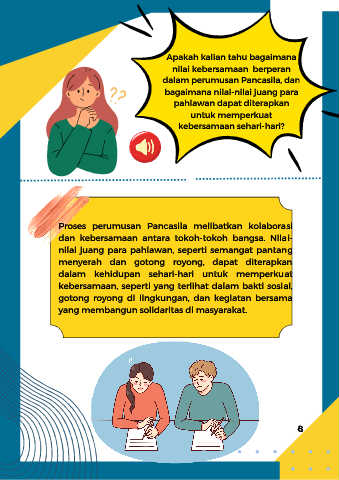 Apakah kalian tahu bagaimana
nilai kebersamaan berperan
dalam perumusan Pancasila, dan
bagaimana nilai-nilai juang para
pahlawan dapat diterapkan
untuk memperkuat
kebersamaan sehari-hari?
??
Proses perumusan Pancasila melibatkan kolaborasi
dan kebersamaan antara tokoh-tokoh bangsa. Nilai-
nilai juang para pahlawan, seperti semangat pantang
menyerah dan gotong royong, dapat diterapkan
dalam kehidupan sehari-hari untuk memperkuat
kebersamaan, seperti yang terlihat dalam bakti sosial,
gotong royong di lingkungan, dan kegiatan bersama
yang membangun solidaritas di masyarakat.
8